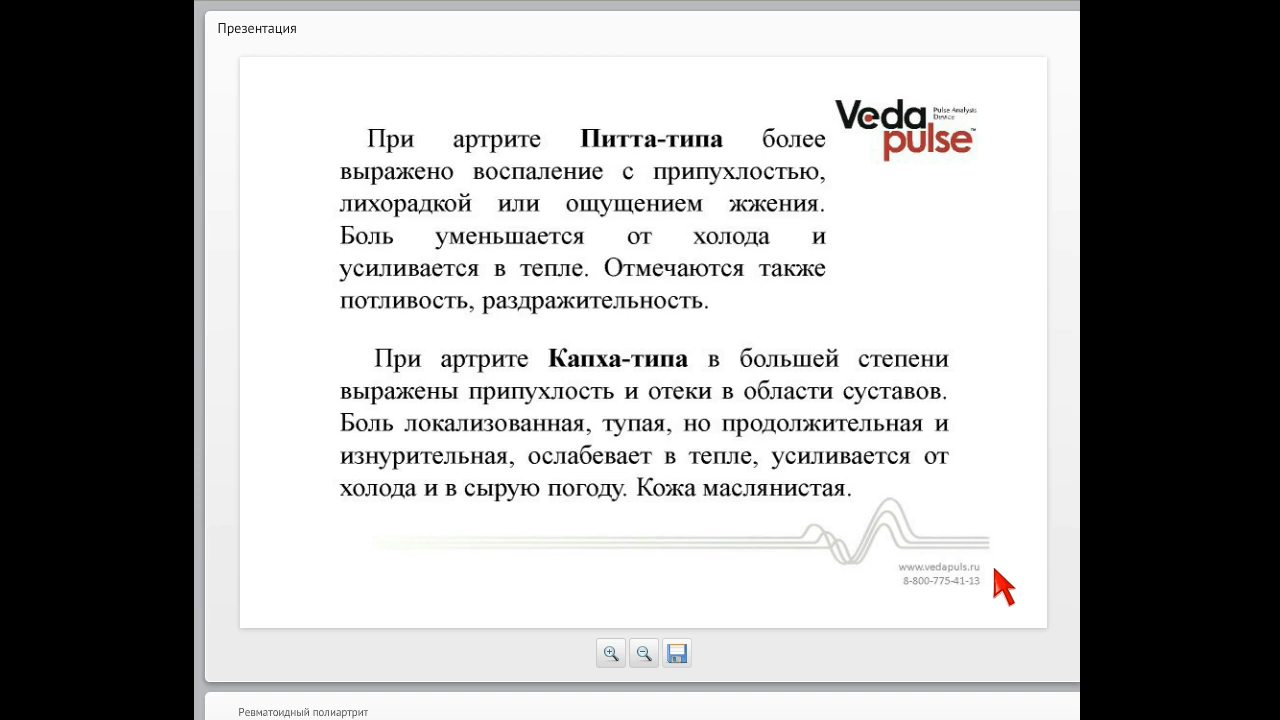 Презентация
Veda Pulse Analysis
Device
pulse™
При артрите Питта-типа более
выражено воспаление с припухлостью,
лихорадкой или ощущением жжения.
Боль уменьшается от холода и
усиливается в тепле. Отмечаются также
потливость, раздражительность.
При артрите Капха-типа в большей степени
выражены припухлость и отеки в области суставов.
Боль локализованная, тупая, но продолжительная и
изнурительная, ослабевает в тепле, усиливается от
холода и в сырую погоду. Кожа маслянистая.
www.vedapuls.ru
8-800-775-41-13
Ревматоидный полиартрит